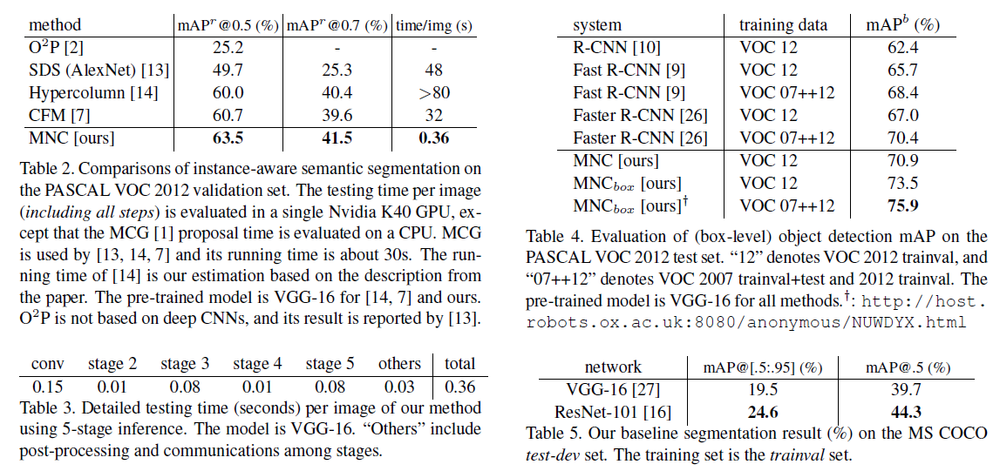 method mAPʳ@0.5 (%) mAPʳ@0.7 (%) time/img (s)
O²P [2] 25.2 - -
SDS (AlexNet) [13] 49.7 25.3 48
Hypercolumn [14] 60.0 40.4 >80
CFM [7] 60.7 39.6 32
MNC [ours] 63.5 41.5 0.36
Table 2. Comparisons of instance-aware semantic segmentation on
the PASCAL VOC 2012 validation set. The testing time per image
(including all steps) is evaluated in a single Nvidia K40 GPU, ex-
cept that the MCG [1] proposal time is evaluated on a CPU. MCG
is used by [13, 14, 7] and its running time is about 30s. The run-
ning time of [14] is our estimation based on the description from
the paper. The pre-trained model is VGG-16 for [14, 7] and ours.
O²P is not based on deep CNNs, and its result is reported by [13].
conv stage 2 stage 3 stage 4 stage 5 others total
0.15 0.01 0.08 0.01 0.08 0.03 0.36
Table 3. Detailed testing time (seconds) per image of our method
using 5-stage inference. The model is VGG-16. “Others” include
post-processing and communications among stages.
system training data mAPᵇ (%)
R-CNN [10] VOC 12 62.4
Fast R-CNN [9] VOC 12 65.7
Fast R-CNN [9] VOC 07++12 68.4
Faster R-CNN [26] VOC 12 67.0
Faster R-CNN [26] VOC 07++12 70.4
MNC [ours] VOC 12 70.9
MNCbox [ours] VOC 12 73.5
MNCbox [ours]† VOC 07++12 75.9
Table 4. Evaluation of (box-level) object detection mAP on the
PASCAL VOC 2012 test set. “12” denotes VOC 2012 trainval, and
“07++12” denotes VOC 2007 trainval+test and 2012 trainval. The
pre-trained model is VGG-16 for all methods.†: http://host.
robots.ox.ac.uk:8080/anonymous/NUWDYX.html
network mAP@[.5:.95] (%) mAP@.5 (%)
VGG-16 [27] 19.5 39.7
ResNet-101 [16] 24.6 44.3
Table 5. Our baseline segmentation result (%) on the MS COCO
test-dev set. The training set is the trainval set.